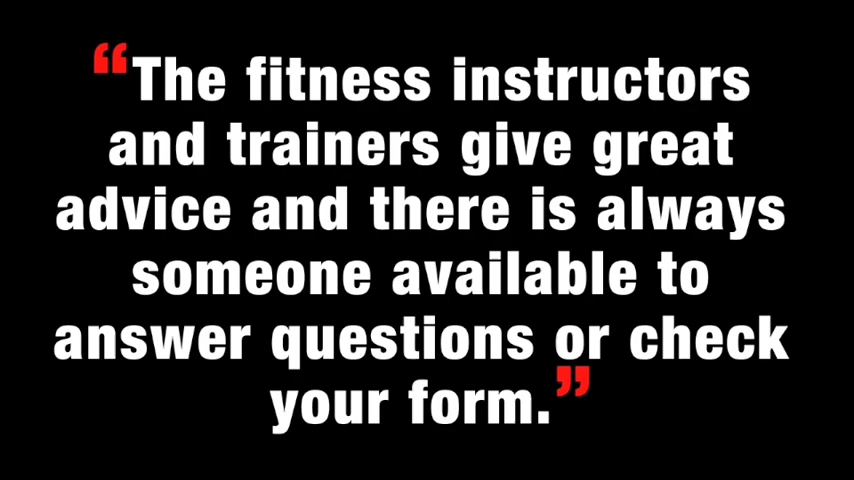 “The fitness instructors
and trainers give great
advice and there is always
someone available to
answer questions or check
your form.”